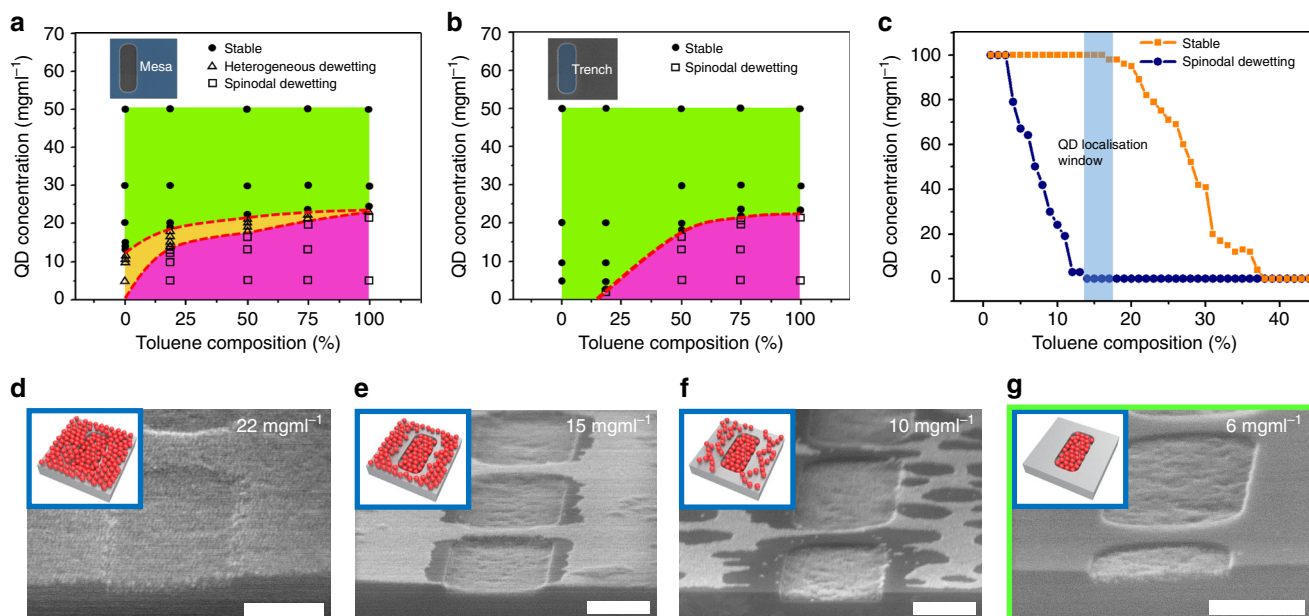 a
70
60
50
40
30
20
10
0
QD concentration (mgml−1)
Mesa
Stable
Heterogeneous dewetting
Spinodal dewetting
0 25 50 75 100
Toluene composition (%)
b
70
60
50
40
30
20
10
0
QD concentration (mgml−1)
Trench
Stable
Spinodal dewetting
0 25 50 75 100
Toluene composition (%)
c
100
80
60
40
20
0
QD concentration (mgml−1)
Stable
Spinodal dewetting
QD localisation
window
0 10 20 30 40
Toluene composition (%)
d
22 mgml−1
e
15 mgml−1
f
10 mgml−1
g
6 mgml−1